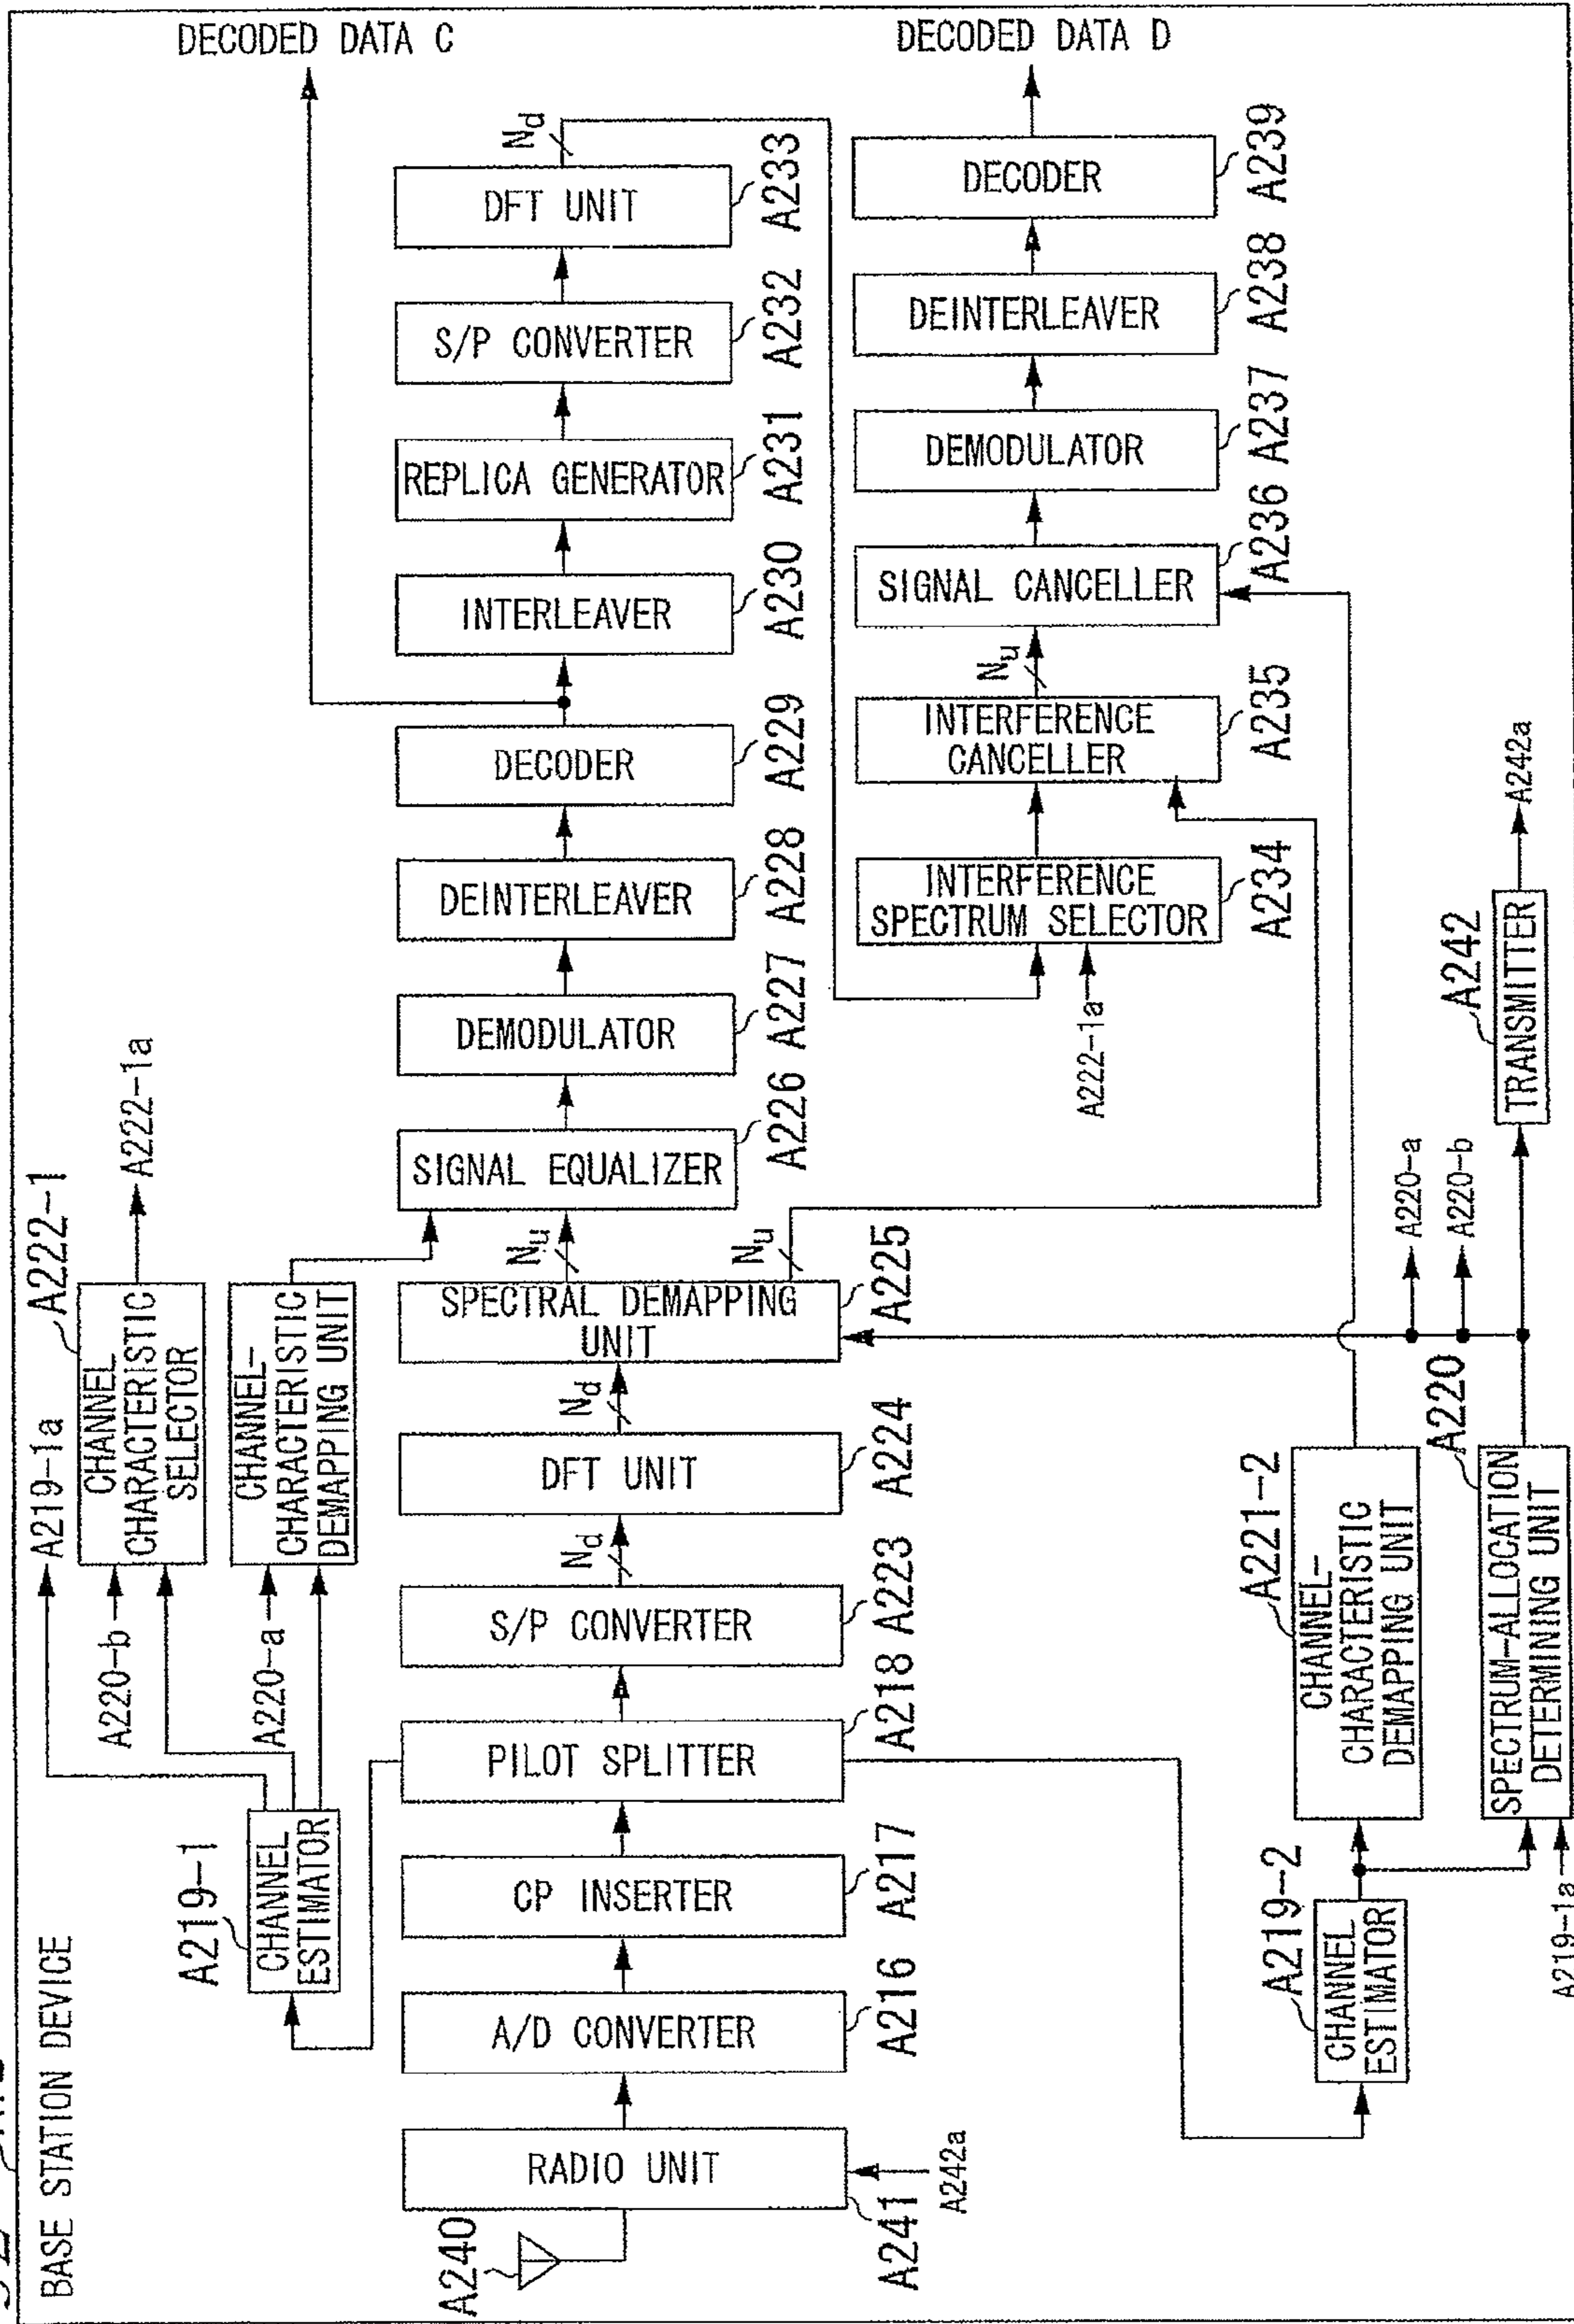 BASE STATION DEVICE
A240
A241
RADIO UNIT
A242a
A/D CONVERTER
A216
CP INSERTER
A217
PILOT SPLITTER
A218
A219-1
CHANNEL
ESTIMATOR
A219-1a
A220-b
A220-a
A222-1
CHANNEL
CHARACTERISTIC
SELECTOR
A222-1a
CHANNEL-
CHARACTERISTIC
DEMAPPING UNIT
S/P CONVERTER
A223
Nd
DFT UNIT
A224
Nd
SPECTRAL DEMAPPING
UNIT
A225
Nu
Nu
SIGNAL EQUALIZER
A226
DEMODULATOR
A227
DEINTERLEAVER
A228
DECODER
A229
INTERLEAVER
A230
REPLICA GENERATOR
A231
S/P CONVERTER
A232
DFT UNIT
A233
Nd
DECODED DATA C
A222-1a
INTERFERENCE
SPECTRUM SELECTOR
A234
INTERFERENCE
CANCELLER
A235
Nu
SIGNAL CANCELLER
A236
DEMODULATOR
A237
DEINTERLEAVER
A238
DECODER
A239
DECODED DATA D
A219-2
CHANNEL
ESTIMATOR
A221-2
CHANNEL-
CHARACTERISTIC
DEMAPPING UNIT
A219-1a
A220
SPECTRUM-ALLOCATION
DETERMINING UNIT
A220-a
A220-b
A242
TRANSMITTER
A242a